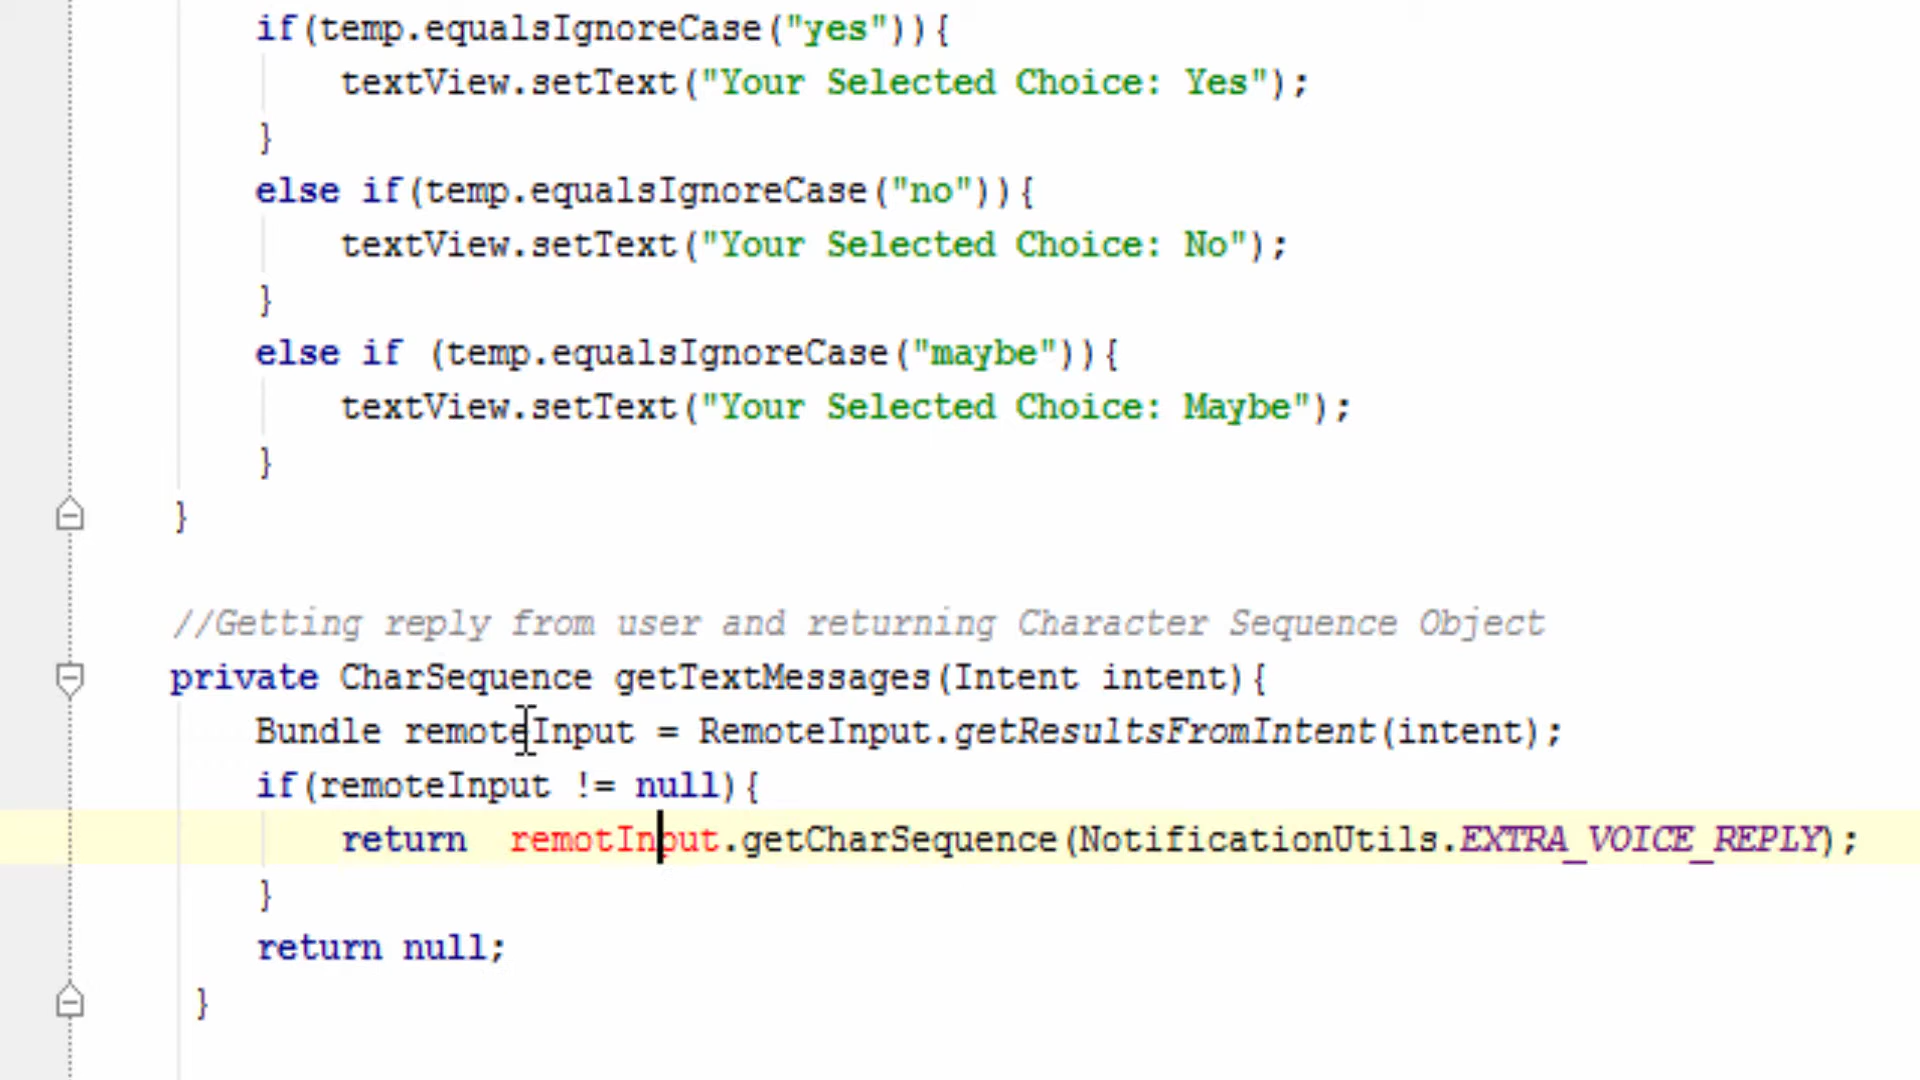 if(temp.equalsIgnoreCase("yes")){
textView.setText("Your Selected Choice: Yes");
}
else if(temp.equalsIgnoreCase("no")){
textView.setText("Your Selected Choice: No");
}
else if (temp.equalsIgnoreCase("maybe")){
textView.setText("Your Selected Choice: Maybe");
}
}
//Getting reply from user and returning Character Sequence Object
private CharSequence getTextMessages(Intent intent){
Bundle remoteInput = RemoteInput.getResultsFromIntent(intent);
if(remoteInput != null){
return  remotInput.getCharSequence(NotificationUtils.EXTRA_VOICE_REPLY);
}
return null;
}